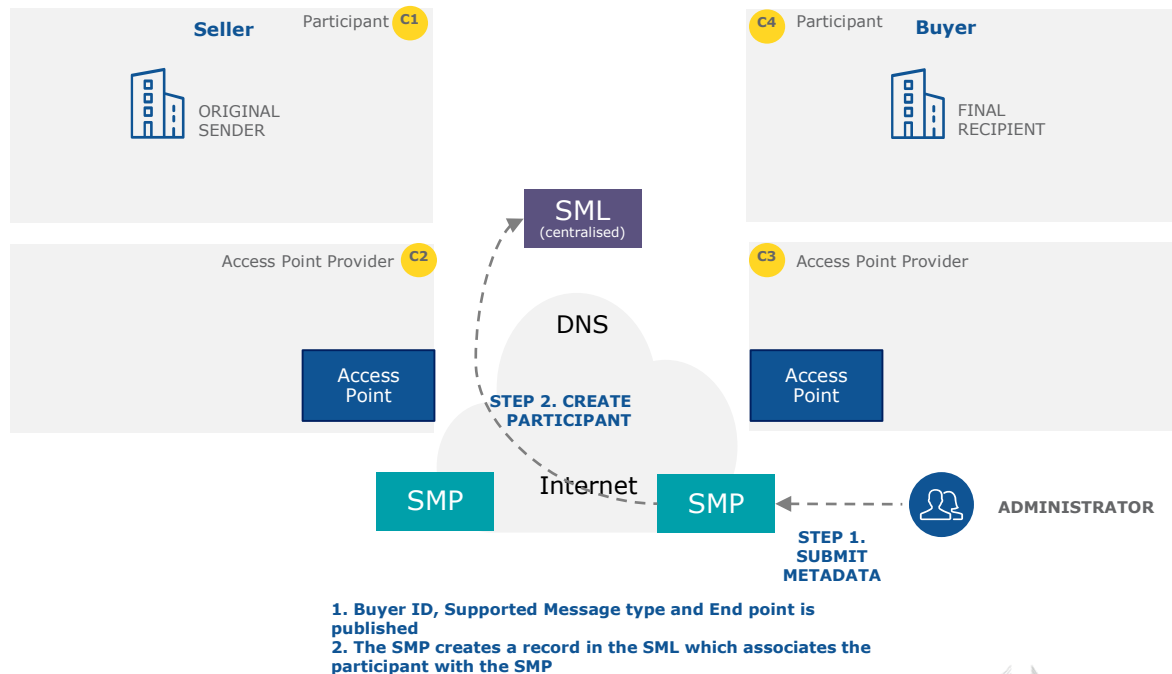 Seller
Participant C1
ORIGINAL
SENDER
C4 Participant
Buyer
FINAL
RECIPIENT
SML
(centralised)
Access Point Provider C2
C3 Access Point Provider
DNS
Access
Point
Access
Point
STEP 2. CREATE
PARTICIPANT
SMP
Internet
SMP
ADMINISTRATOR
STEP 1.
SUBMIT
METADATA
1. Buyer ID, Supported Message type and End point is
published
2. The SMP creates a record in the SML which associates the
participant with the SMP